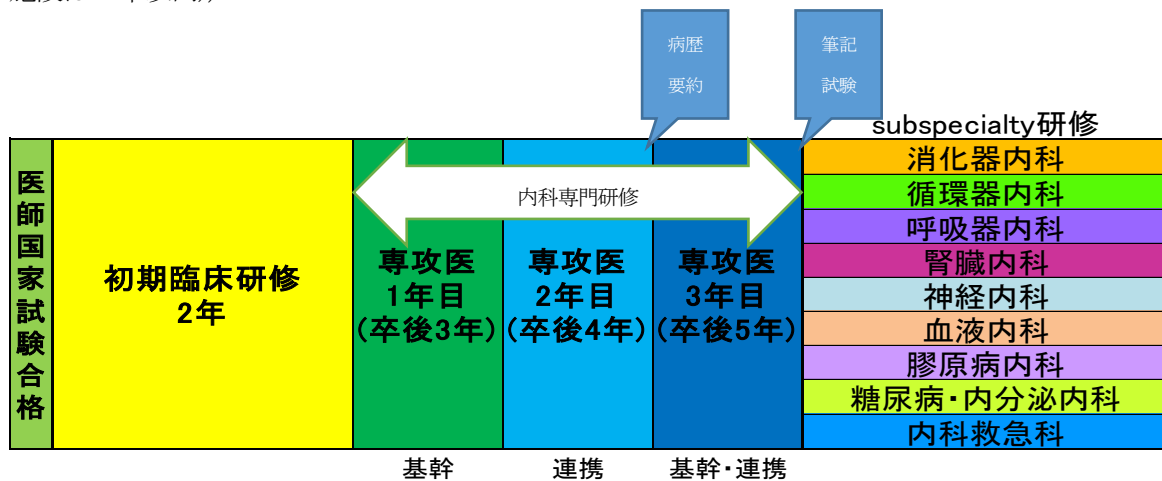 病歴
要約
筆記
試験
subspecialty研修
医師国家試験合格
初期臨床研修
2年
内科専門研修
専攻医
1年目
(卒後3年)
専攻医
2年目
(卒後4年)
専攻医
3年目
(卒後5年)
消化器内科
循環器内科
呼吸器内科
腎臓内科
神経内科
血液内科
膠原病内科
糖尿病・内分泌内科
内科救急科
基幹
連携
基幹・連携